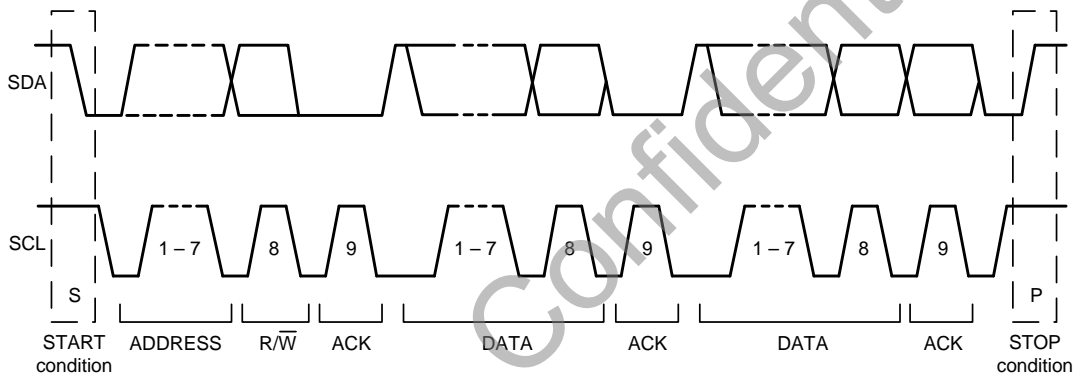 Confident
SDA
SCL
1 – 7 8 9 1 – 7 8 9 1 – 7 8 9
S P
START condition
ADDRESS
R/W̅
ACK
DATA
ACK
DATA
ACK
STOP condition